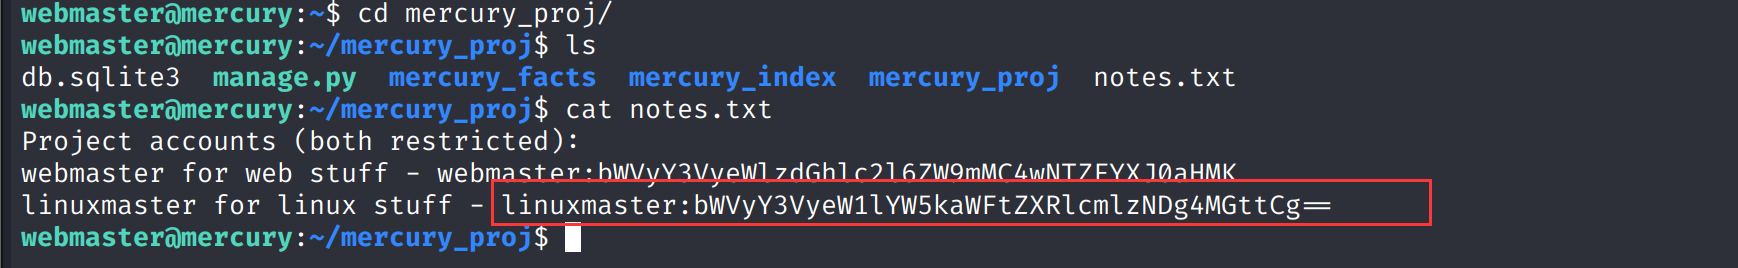 webmaster@mercury:~$ cd mercury_proj/
webmaster@mercury:~/mercury_proj$ ls
db.sqlite3  manage.py  mercury_facts  mercury_index  mercury_proj  notes.txt
webmaster@mercury:~/mercury_proj$ cat notes.txt
Project accounts (both restricted):
webmaster for web stuff - webmaster:bWVyY3VyeWlzdGhlc2l6ZW9mMC4wNTZFYXJ0aHMK
linuxmaster for linux stuff - linuxmaster:bWVyY3VyeW1lYW5kaWFtZXRlcmlzNDg4MGttCg==
webmaster@mercury:~/mercury_proj$